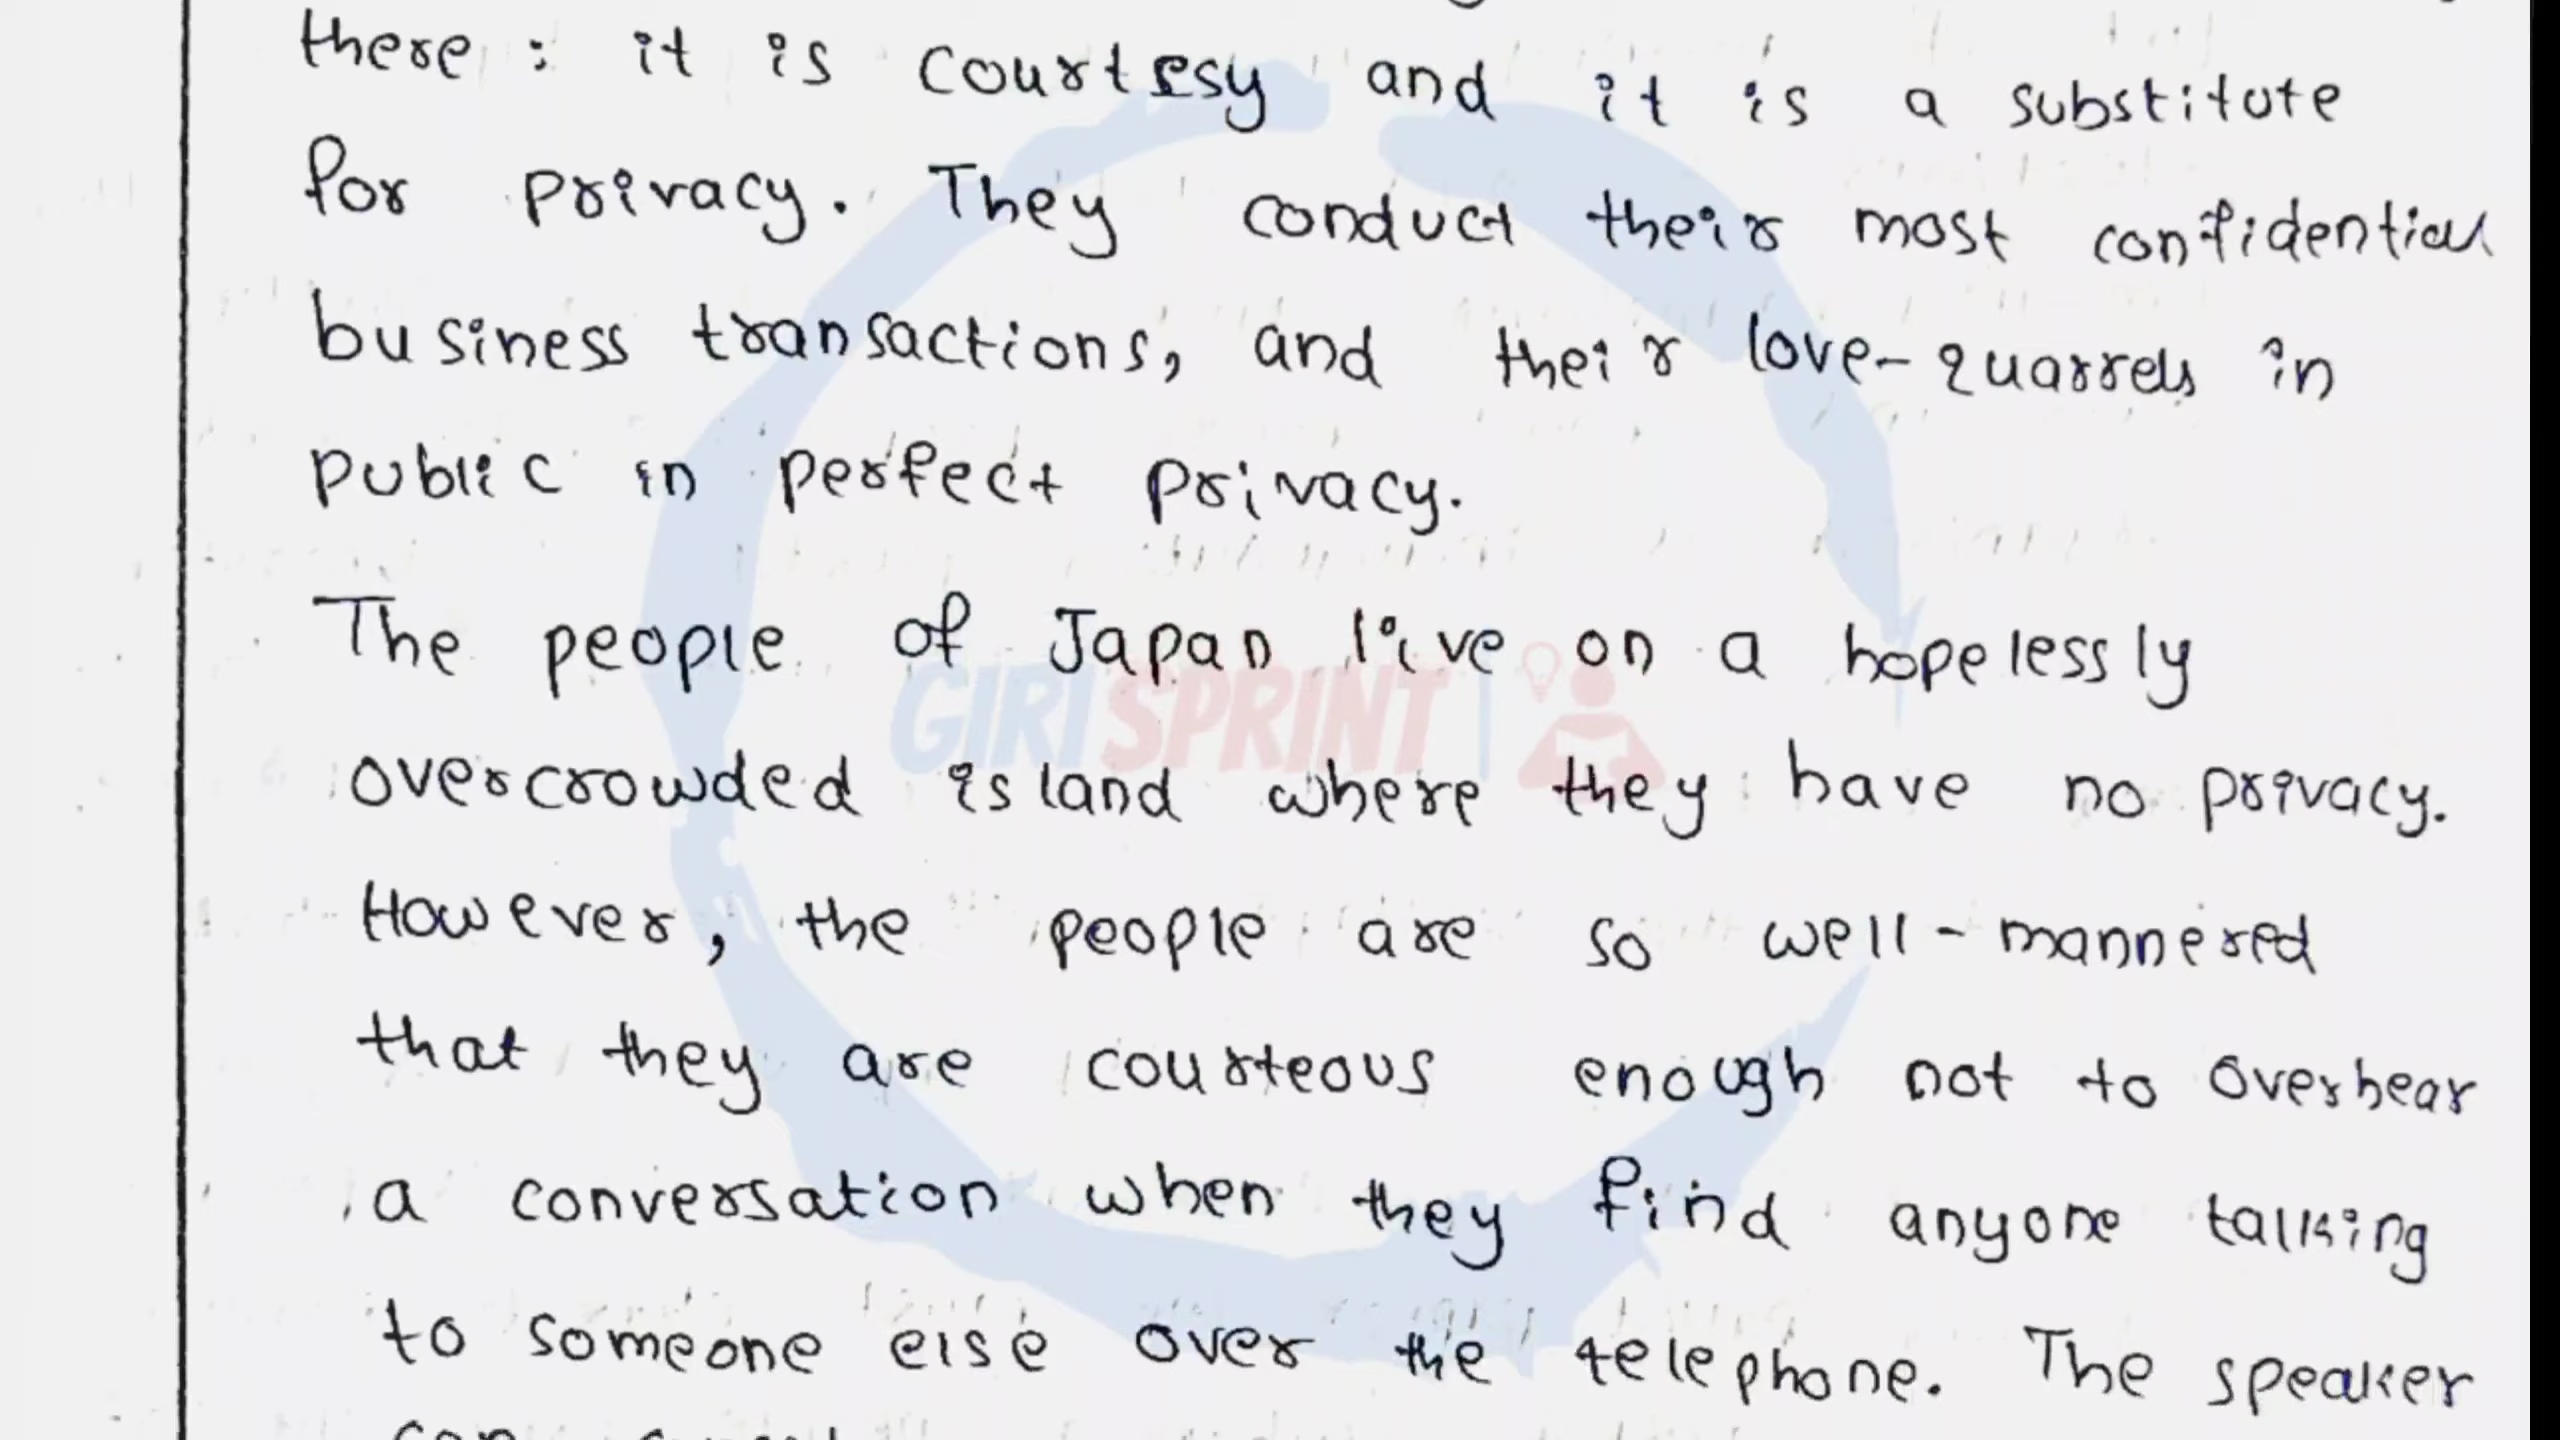 there : it is courtesy and it is a substitute
for privacy. They conduct their most confidential
business transactions, and their love-quarrels in
public in perfect privacy.
The people of Japan live on a hopelessly
GIRI SPRINT
overcrowded island where they have no privacy.
However, the people are so well-mannered
that they are courteous enough not to overhear
a conversation when they find anyone talking
to someone else over the telephone. The speaker